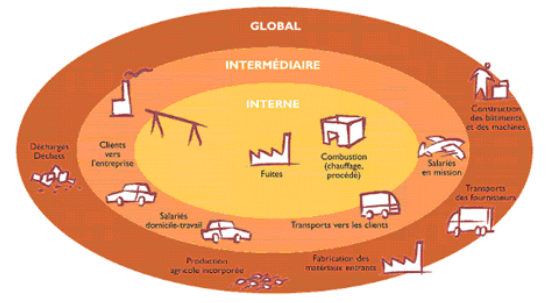 GLOBAL
INTERMÉDIAIRE
INTERNE
Construction
des bâtiments
et des machines
Décharges
Déchets
Clients
vers
l'entreprise
Fuites
Combustion
(chauffage,
procédé)
Salariés
en mission
Transports
des fournisseurs
Salariés
domicile-travail
Transports vers les clients
Production
agricole incorporée
Fabrication des
matériaux entrants